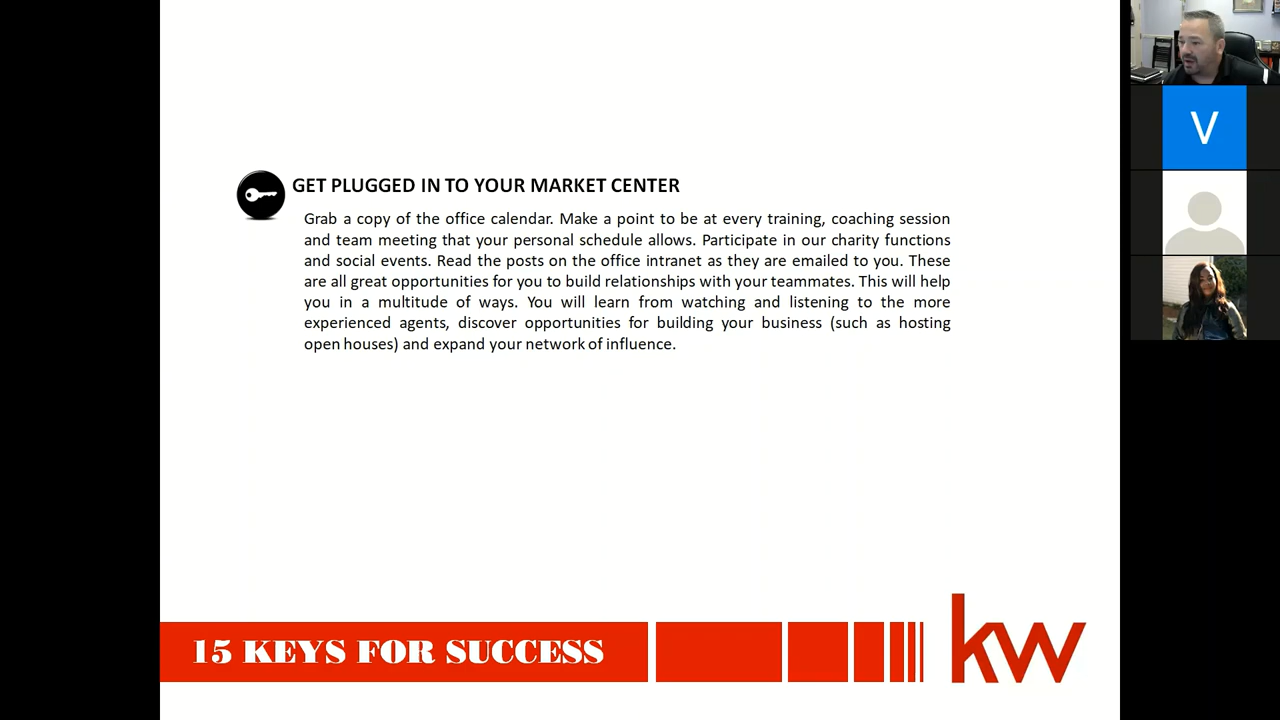 GET PLUGGED IN TO YOUR MARKET CENTER
Grab a copy of the office calendar. Make a point to be at every training, coaching session
and team meeting that your personal schedule allows. Participate in our charity functions
and social events. Read the posts on the office intranet as they are emailed to you. These
are all great opportunities for you to build relationships with your teammates. This will help
you in a multitude of ways. You will learn from watching and listening to the more
experienced agents, discover opportunities for building your business (such as hosting
open houses) and expand your network of influence.
15 KEYS FOR SUCCESS
kw
V